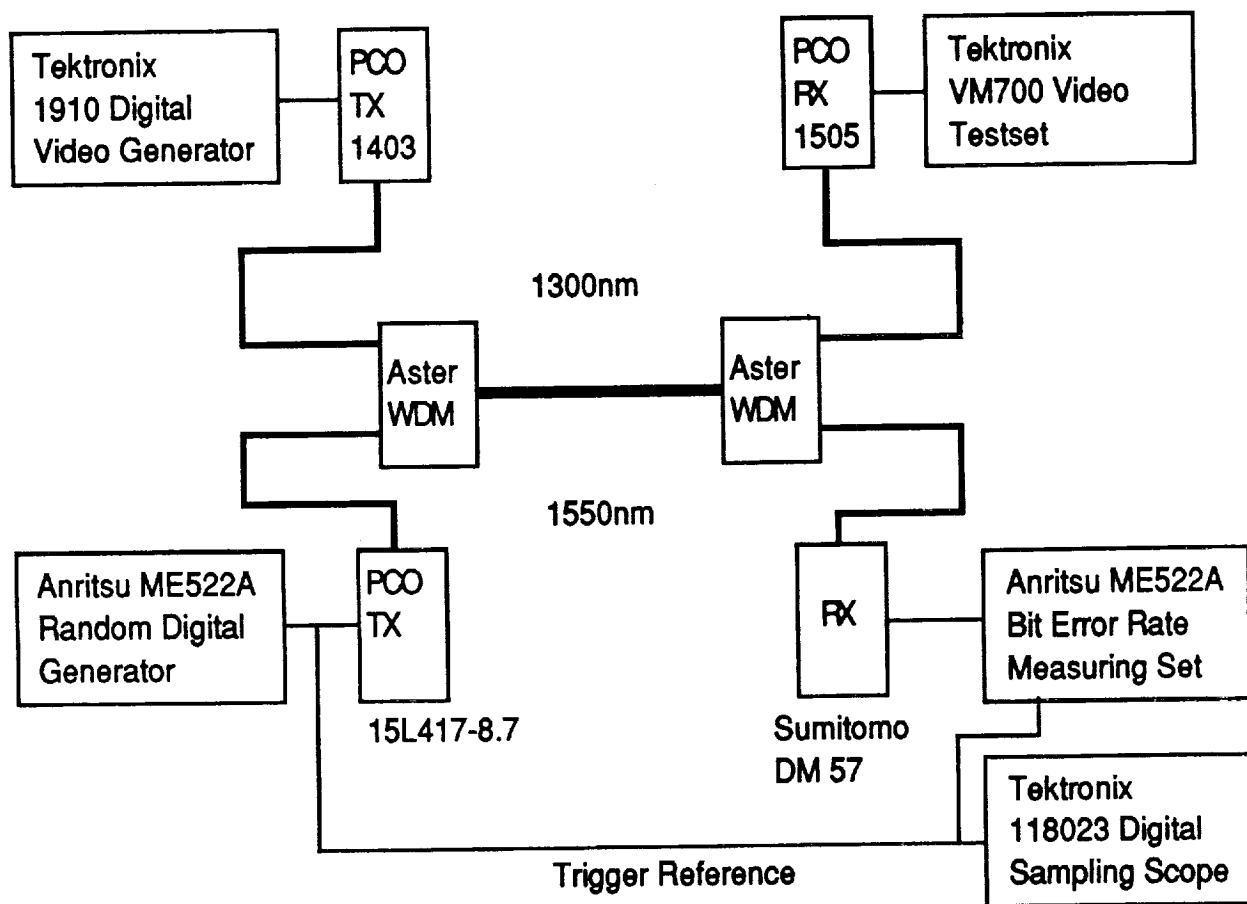 Tektronix
1910 Digital
Video Generator
PCO
TX
1403
PCO
RX
1505
Tektronix
VM700 Video
Testset
1300nm
Aster
WDM
Aster
WDM
1550nm
Anritsu ME522A
Random Digital
Generator
PCO
TX
15L417-8.7
RX
Sumitomo
DM 57
Anritsu ME522A
Bit Error Rate
Measuring Set
Tektronix
118023 Digital
Sampling Scope
Trigger Reference